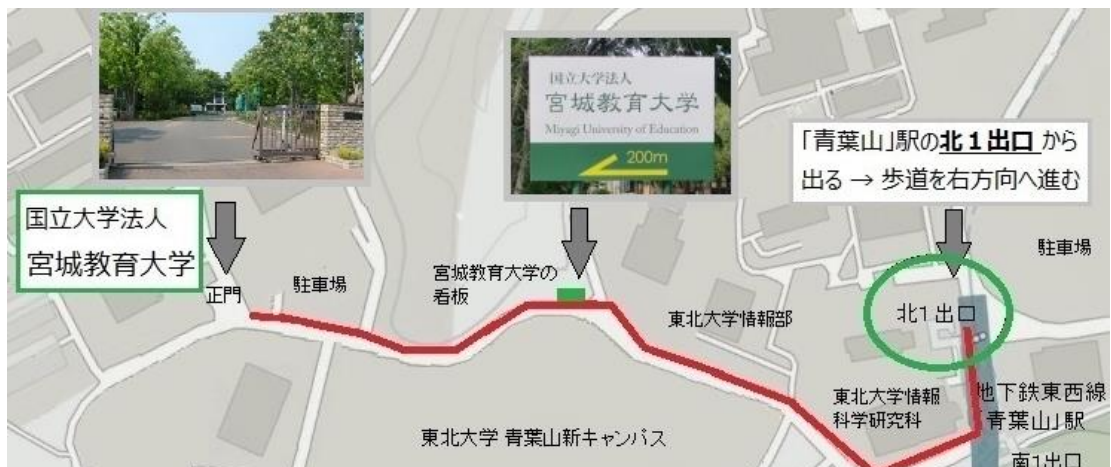 国立大学法人
宮城教育大学
Miyagi University of Education
200m
「青葉山」駅の北1出口 から
出る → 歩道を右方向へ進む
国立大学法人
宮城教育大学
正門
駐車場
宮城教育大学の
看板
東北大学情報部
駐車場
北1出口
東北大学情報
科学研究科
地下鉄東西線
「青葉山」駅
南1出口
東北大学 青葉山新キャンパス